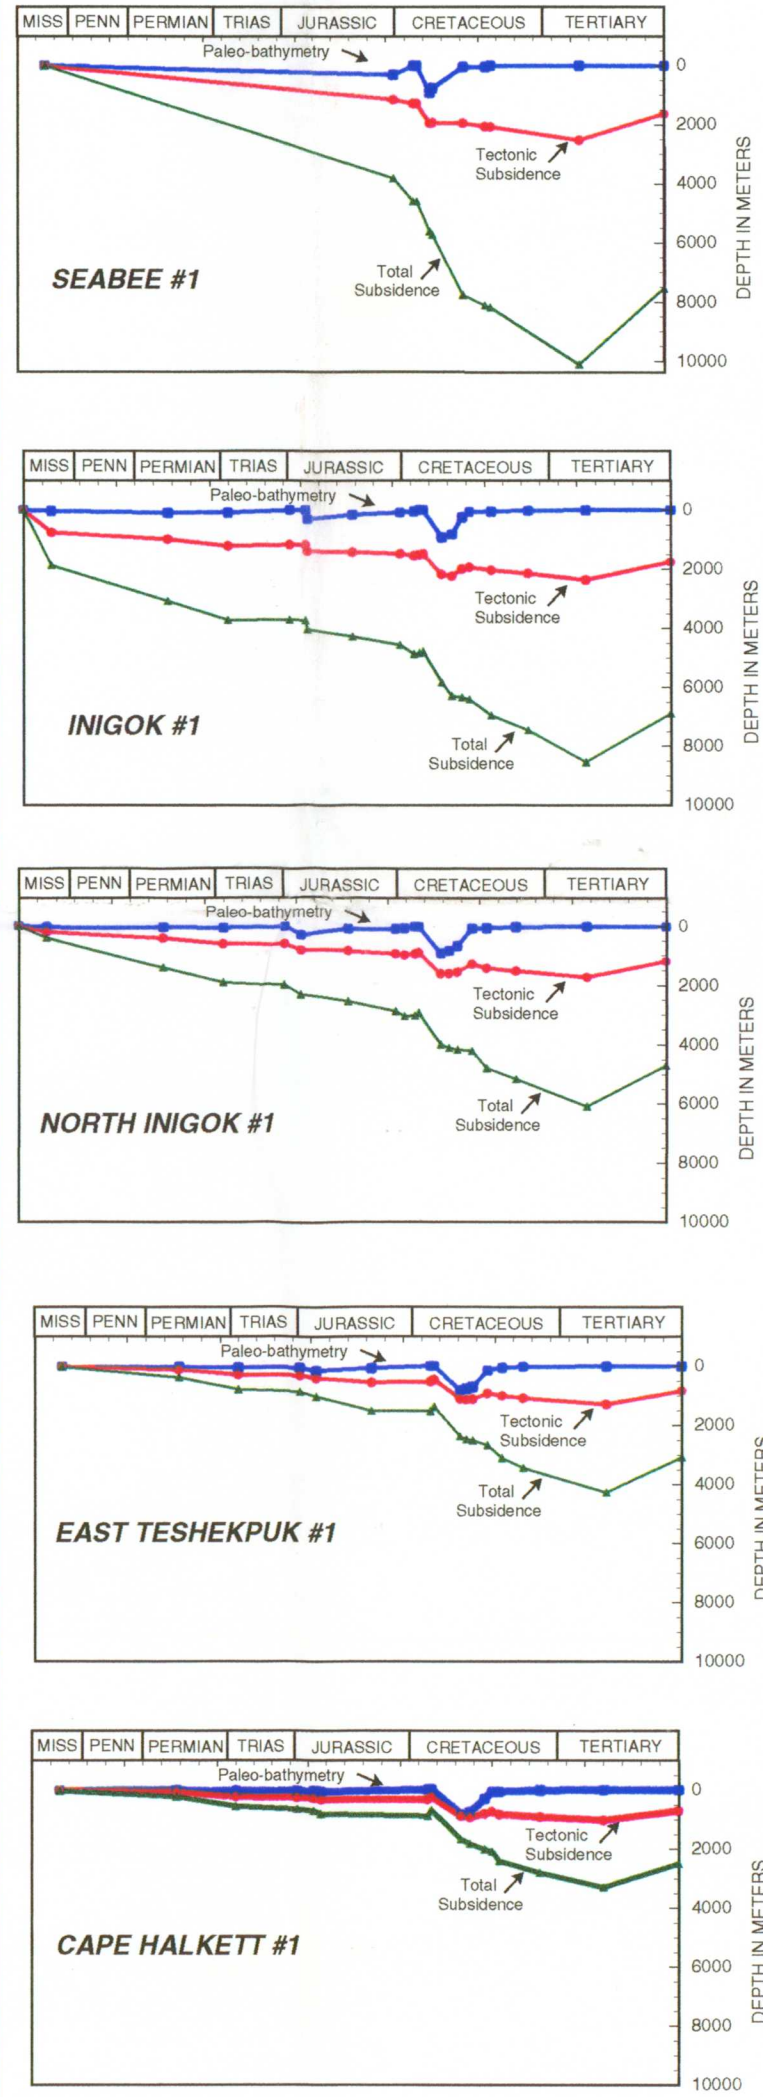 MISS PENN PERMIAN TRIAS JURASSIC CRETACEOUS TERTIARY
Paleo-bathymetry
0
2000
Tectonic
Subsidence
4000
6000
Total
Subsidence
8000
10000
DEPTH IN METERS
SEABEE #1
MISS PENN PERMIAN TRIAS JURASSIC CRETACEOUS TERTIARY
Paleo-bathymetry
0
2000
Tectonic
Subsidence
4000
6000
Total
Subsidence
8000
10000
DEPTH IN METERS
INIGOK #1
MISS PENN PERMIAN TRIAS JURASSIC CRETACEOUS TERTIARY
Paleo-bathymetry
0
2000
Tectonic
Subsidence
4000
6000
Total
Subsidence
8000
10000
DEPTH IN METERS
NORTH INIGOK #1
MISS PENN PERMIAN TRIAS JURASSIC CRETACEOUS TERTIARY
Paleo-bathymetry
0
2000
Tectonic
Subsidence
4000
Total
Subsidence
6000
8000
10000
DEPTH IN METERS
EAST TESHEKPUK #1
MISS PENN PERMIAN TRIAS JURASSIC CRETACEOUS TERTIARY
Paleo-bathymetry
0
Tectonic
Subsidence
2000
Total
Subsidence
4000
6000
8000
10000
DEPTH IN METERS
CAPE HALKETT #1